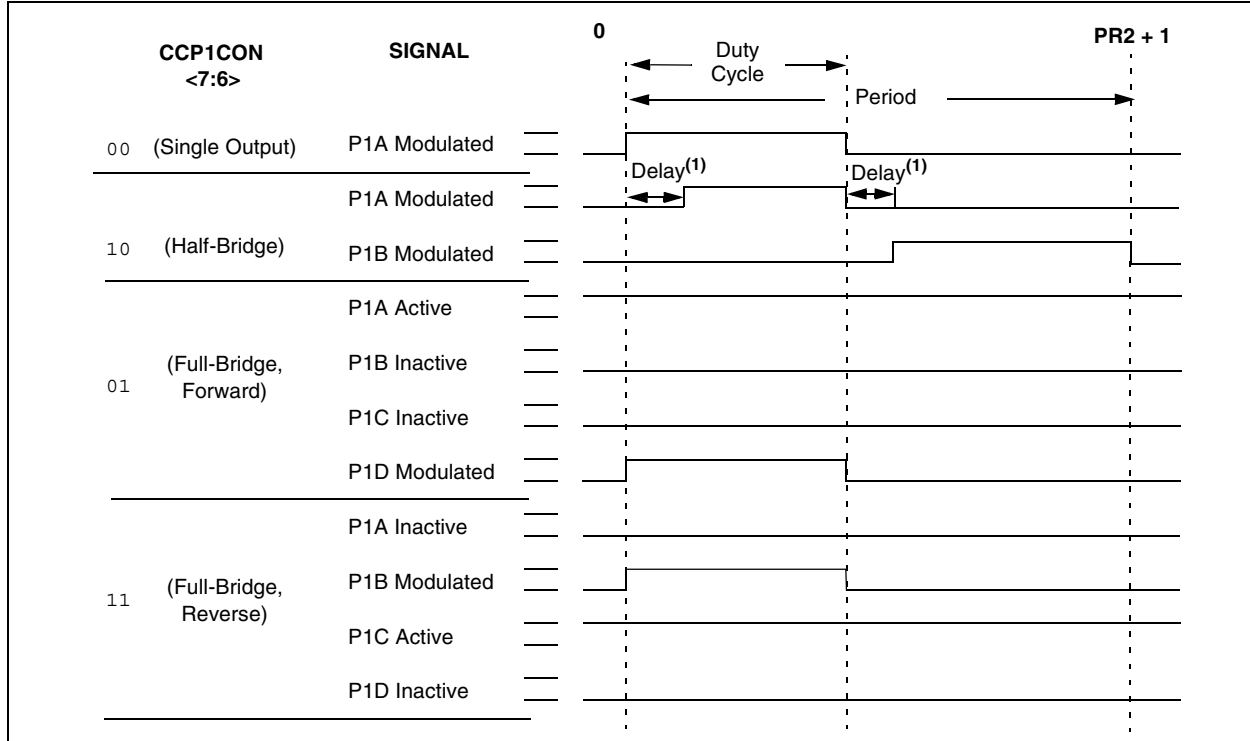 CCP1CON
<7:6>
SIGNAL
0
PR2 + 1
Duty
Cycle
Period
00 (Single Output) P1A Modulated
Delay(1)
Delay(1)
P1A Modulated
10 (Half-Bridge)
P1B Modulated
P1A Active
P1B Inactive
01 (Full-Bridge,
Forward)
P1C Inactive
P1D Modulated
P1A Inactive
P1B Modulated
11 (Full-Bridge,
Reverse)
P1C Active
P1D Inactive